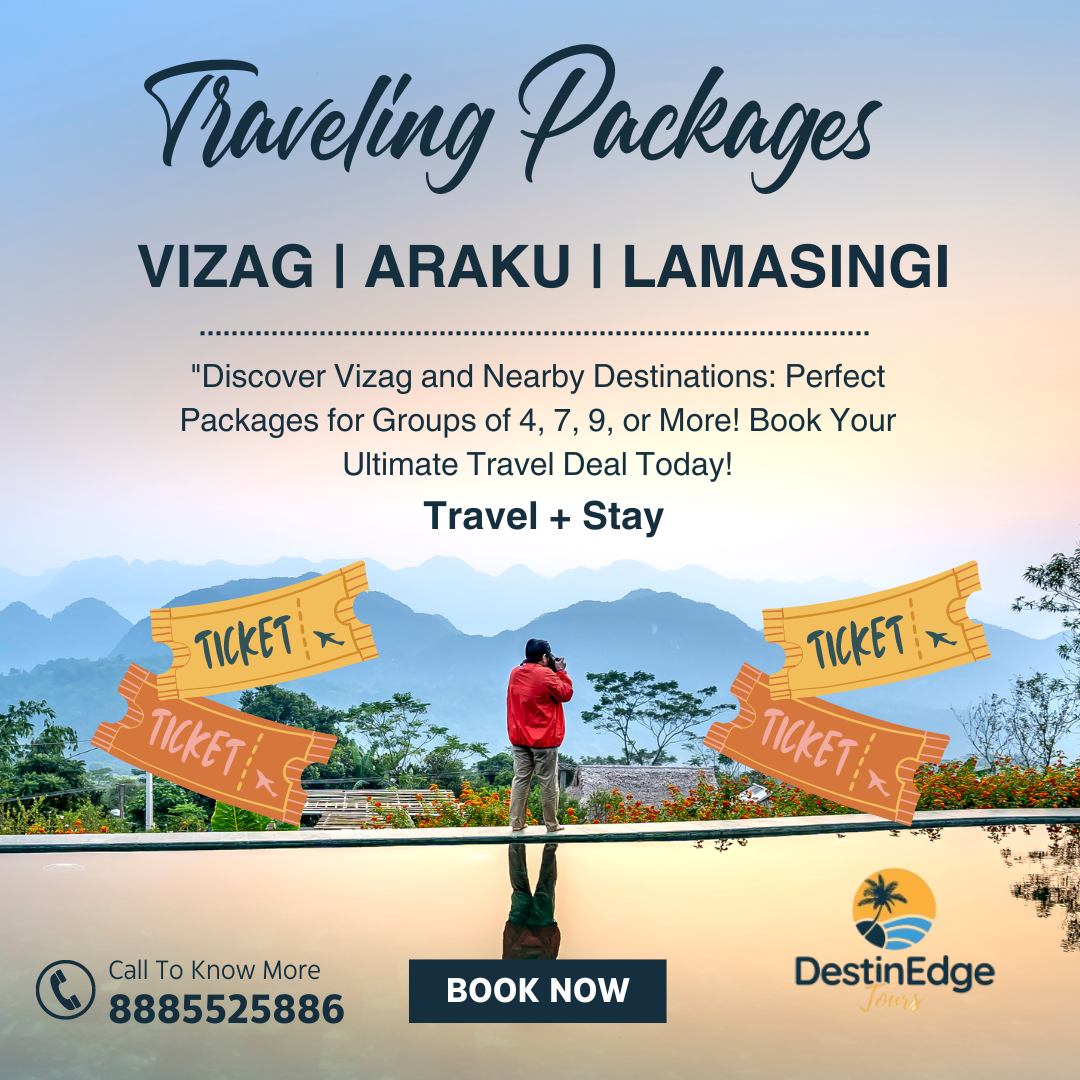 Traveling Packages
VIZAG | ARAKU | LAMASINGI
"Discover Vizag and Nearby Destinations: Perfect
Packages for Groups of 4, 7, 9, or More! Book Your
Ultimate Travel Deal Today!
Travel + Stay
TICKET
TICKET
TICKET
TICKET
Call To Know More
8885525886
BOOK NOW
DestinEdge
Tours